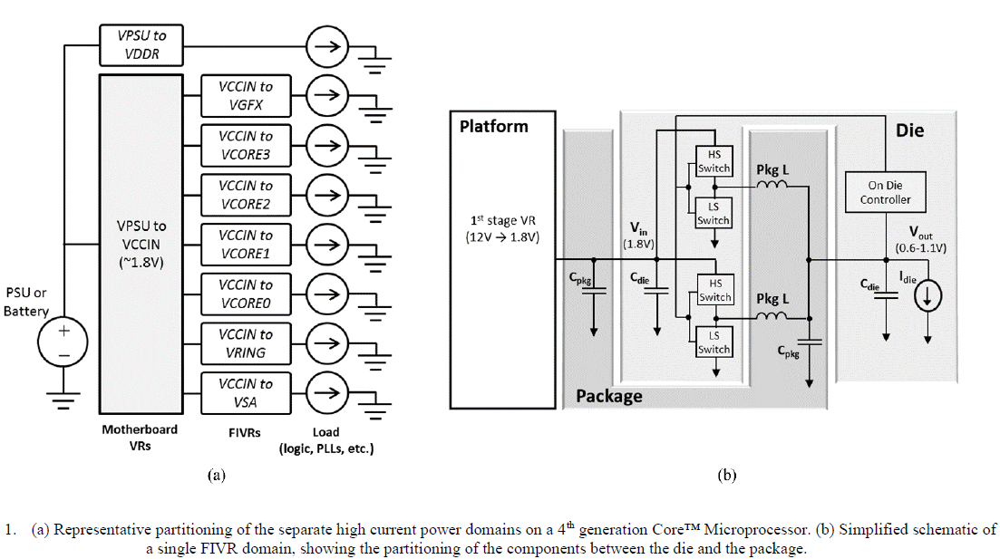 VPSU to
VDDR
VCCIN to
VGFX
VCCIN to
VCORE3
VCCIN to
VCORE2
VPSU to
VCCIN
(~1.8V)
VCCIN to
VCORE1
VCCIN to
VCORE0
VCCIN to
VRING
VCCIN to
VSA
PSU or
Battery
+
−
Motherboard
VRs
FIVRs
Load
(logic, PLLs, etc.)
(a)
Platform
1st stage VR
(12V → 1.8V)
Package
Cpkg
Vin
(1.8V)
Cdie
HS
Switch
LS
Switch
HS
Switch
LS
Switch
Pkg L
Pkg L
Cpkg
Die
On Die
Controller
Vout
(0.6-1.1V)
Cdie
Idie
(b)
1. (a) Representative partitioning of the separate high current power domains on a 4th generation Core™ Microprocessor. (b) Simplified schematic of
a single FIVR domain, showing the partitioning of the components between the die and the package.